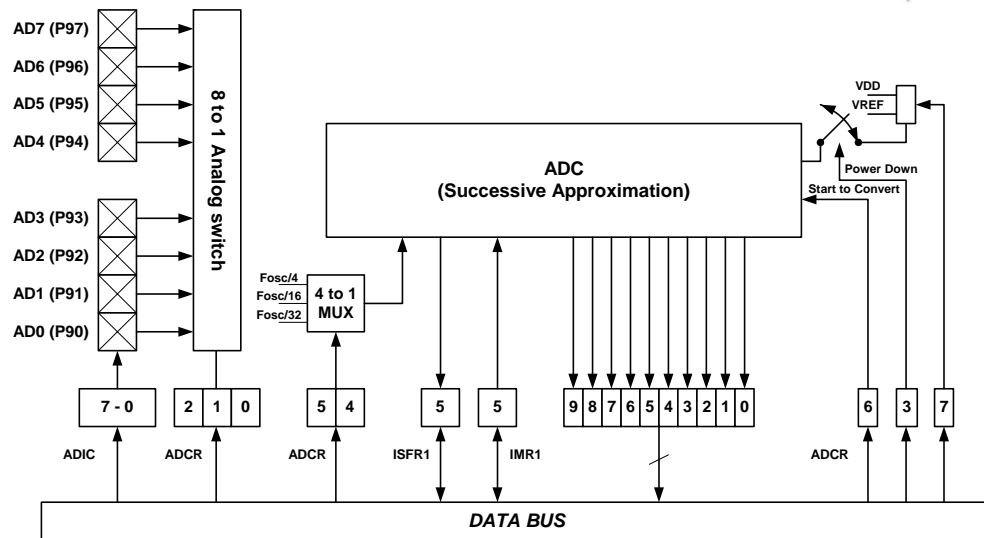 AD7 (P97)
AD6 (P96)
AD5 (P95)
AD4 (P94)
AD3 (P93)
AD2 (P92)
AD1 (P91)
AD0 (P90)
8 to 1 Analog switch
ADC
(Successive Approximation)
VDD
VREF
Power Down
Start to Convert
Fosc/4
Fosc/16
Fosc/32
4 to 1
MUX
7 - 0
2 1 0
5 4
5
5
9 8 7 6 5 4 3 2 1 0
6
3
7
ADIC
ADCR
ADCR
ISFR1
IMR1
ADCR
DATA BUS